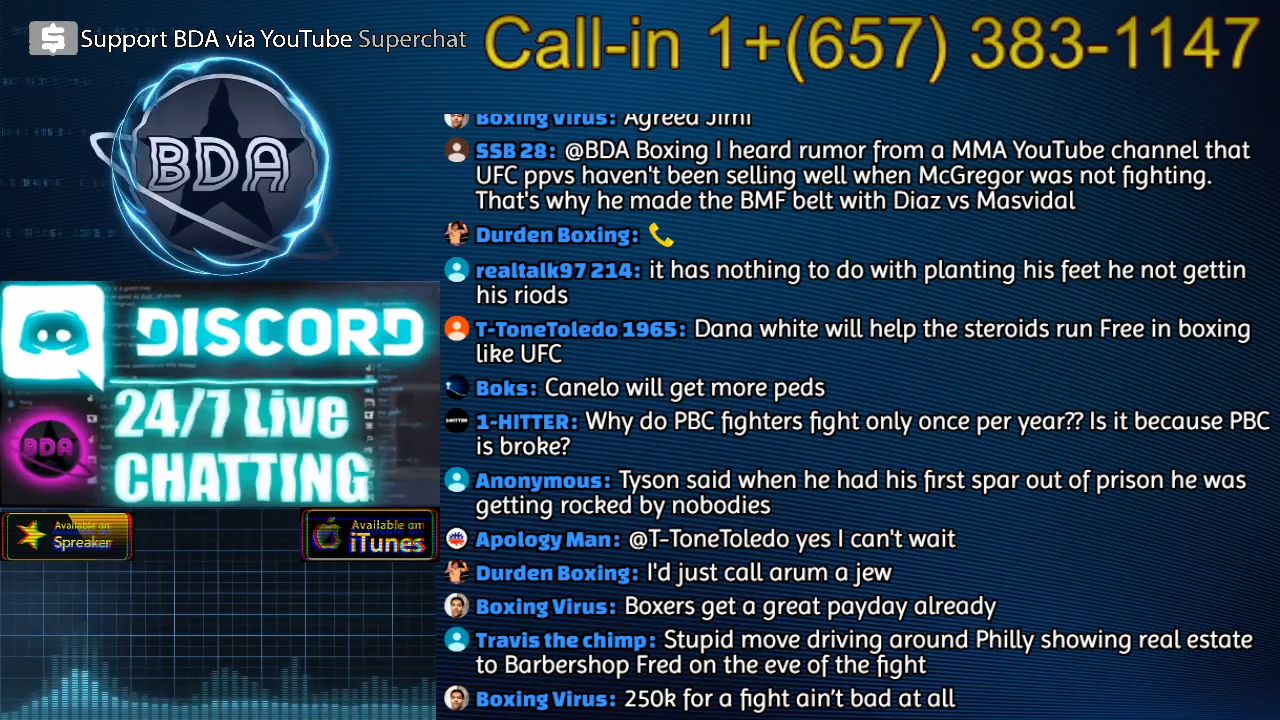 Support BDA via YouTube Superchat
Call-in 1+(657) 383-1147
BDA
DISCORD
24/7 Live
CHATTING
BDA
Available on
Spreaker
Available on
iTunes
Boxing Virus: Agreed Jimi
SSB 28: @BDA Boxing I heard rumor from a MMA YouTube channel that
UFC ppvs haven't been selling well when McGregor was not fighting.
That's why he made the BMF belt with Diaz vs Masvidal
Durden Boxing: 📞
realtalk97 214: it has nothing to do with planting his feet he not gettin
his riods
T-ToneToledo 1965: Dana white will help the steroids run Free in boxing
like UFC
Boks: Canelo will get more peds
1-HITTER: Why do PBC fighters fight only once per year?? Is it because PBC
is broke?
Anonymous: Tyson said when he had his first spar out of prison he was
getting rocked by nobodies
Apology Man: @T-ToneToledo yes I can't wait
Durden Boxing: I'd just call arum a jew
Boxing Virus: Boxers get a great payday already
Travis the chimp: Stupid move driving around Philly showing real estate
to Barbershop Fred on the eve of the fight
Boxing Virus: 250k for a fight ain't bad at all